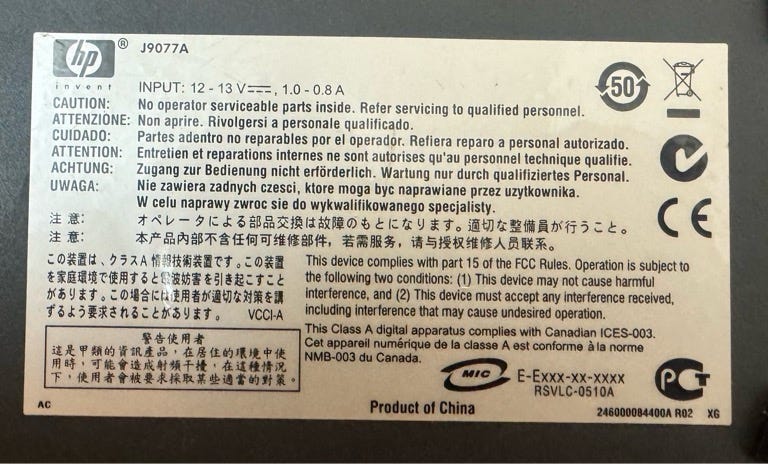 hp ® J9077A
invent
INPUT: 12 - 13 V⎓, 1.0 - 0.8 A
CAUTION: No operator serviceable parts inside. Refer servicing to qualified personnel.
ATTENZIONE: Non aprire. Rivolgersi a personale qualificado.
CUIDADO: Partes adentro no reparables por el operador. Refiera reparo a personal autorizado.
ATTENTION: Entretien et reparations internes ne sont autorises qu'au personnel technique qualifie.
ACHTUNG: Zugang zur Bedienung nicht erforderlich. Wartung nur durch qualifiziertes Personal.
UWAGA: Nie zawiera zadnych czesci, ktore moga byc naprawiane przez uzytkownika.
W celu naprawy zwroc sie do wykwalifikowanego specjalisty.
注意: オペレータによる部品交換は故障のもとになります。適切な整備員が行うこと。
注意: 本产品内部不含任何可维修部件，若需服务，请与授权维修人员联系。
50
CE
この装置は、クラスA情報技術装置です。この装置
を家庭環境で使用すると電波妨害を引き起こすこと
があります。この場合には使用者が適切な対策を講
ずるよう要求されることがあります。 VCCI-A
This device complies with part 15 of the FCC Rules. Operation is subject to
the following two conditions: (1) This device may not cause harmful
interference, and (2) This device must accept any interference received,
including interference that may cause undesired operation.
This Class A digital apparatus complies with Canadian ICES-003.
Cet appareil numérique de la classe A est conforme à la norme
NMB-003 du Canada.
警告使用者
這是甲類的資訊產品，在居住的環境中使
用時，可能會造成射頻干擾，在這種情況
下，使用者會被要求採取某些適當的對策。
MIC E-Exxx-xx-xxxx
RSVLC-0510A
PCT
AC Product of China 246000084400A R02 XG